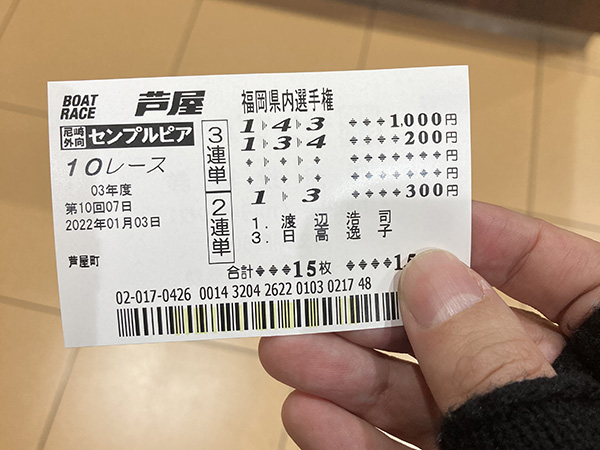 BOAT RACE 芦屋 福岡県内選手権
尼崎外向 センプルピア
10レース
03年度
第10回07日
2022年01月03日
芦屋町
3連単
1 4 3 1,000円
1 3 4 200円
円
円
2連単
1 3 300円
1. 渡辺浩司
3. 日高逸子
合計 15枚 15
02-017-0426 0014 3204 2622 0103 0217 48